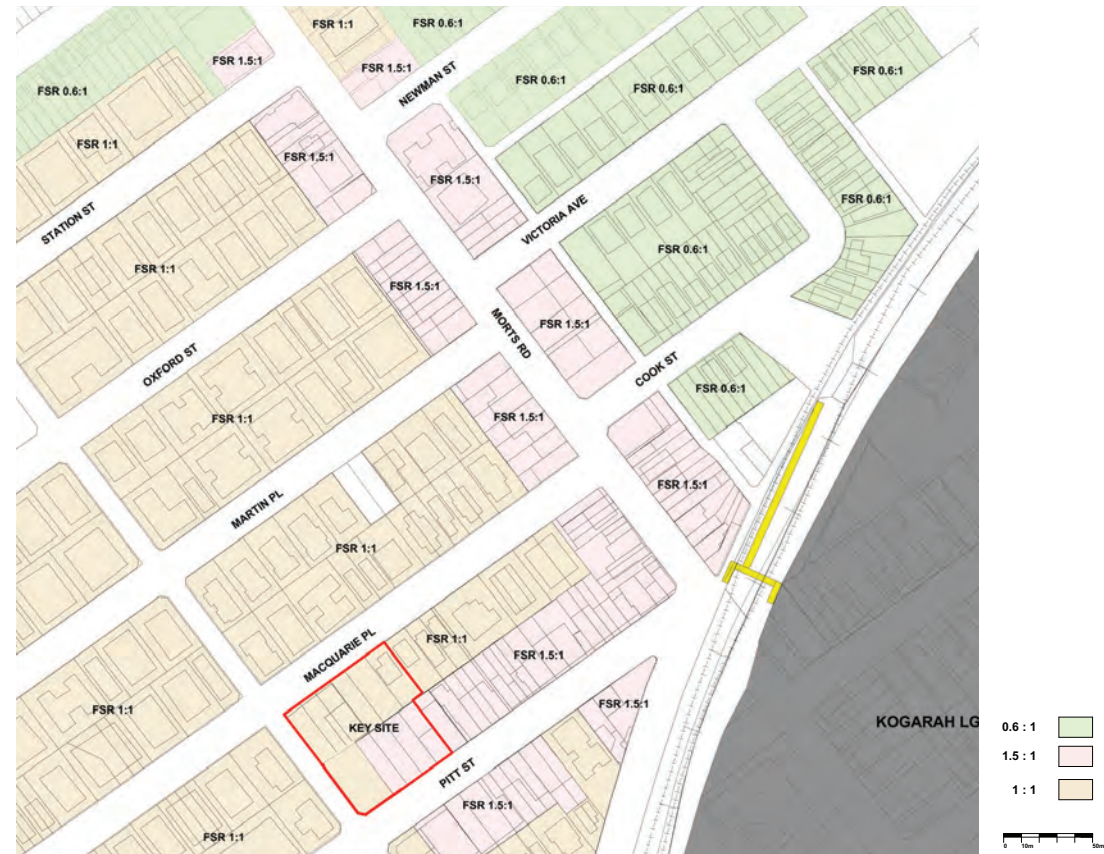 FSR 1:1
FSR 0.6:1
FSR 1.5:1
FSR 1.5:1
NEWMAN ST
FSR 0.6:1
FSR 0.6:1
FSR 0.6:1
FSR 0.6:1
FSR 1:1
FSR 1.5:1
FSR 1.5:1
STATION ST
VICTORIA AVE
FSR 0.6:1
FSR 0.6:1
FSR 1:1
FSR 1.5:1
MORTS RD
FSR 1.5:1
OXFORD ST
COOK ST
FSR 0.6:1
FSR 1:1
FSR 1.5:1
FSR 1.5:1
MARTIN PL
FSR 1:1
MACQUARIE PL
FSR 1:1
FSR 1.5:1
FSR 1:1
FSR 1.5:1
KEY SITE
KOGARAH LG
PITT ST
FSR 1.5:1
FSR 1:1
0.6 : 1
1.5 : 1
1 : 1
0 10m 50m